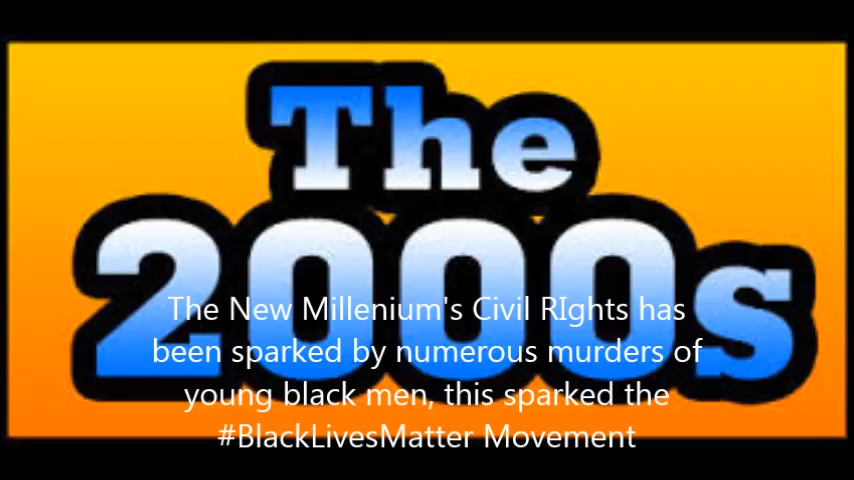 The
2000s
The New Millenium's Civil RIghts has
been sparked by numerous murders of
young black men, this sparked the
#BlackLivesMatter Movement